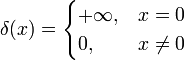 δ(x) = { +∞, x = 0
0, x ≠ 0